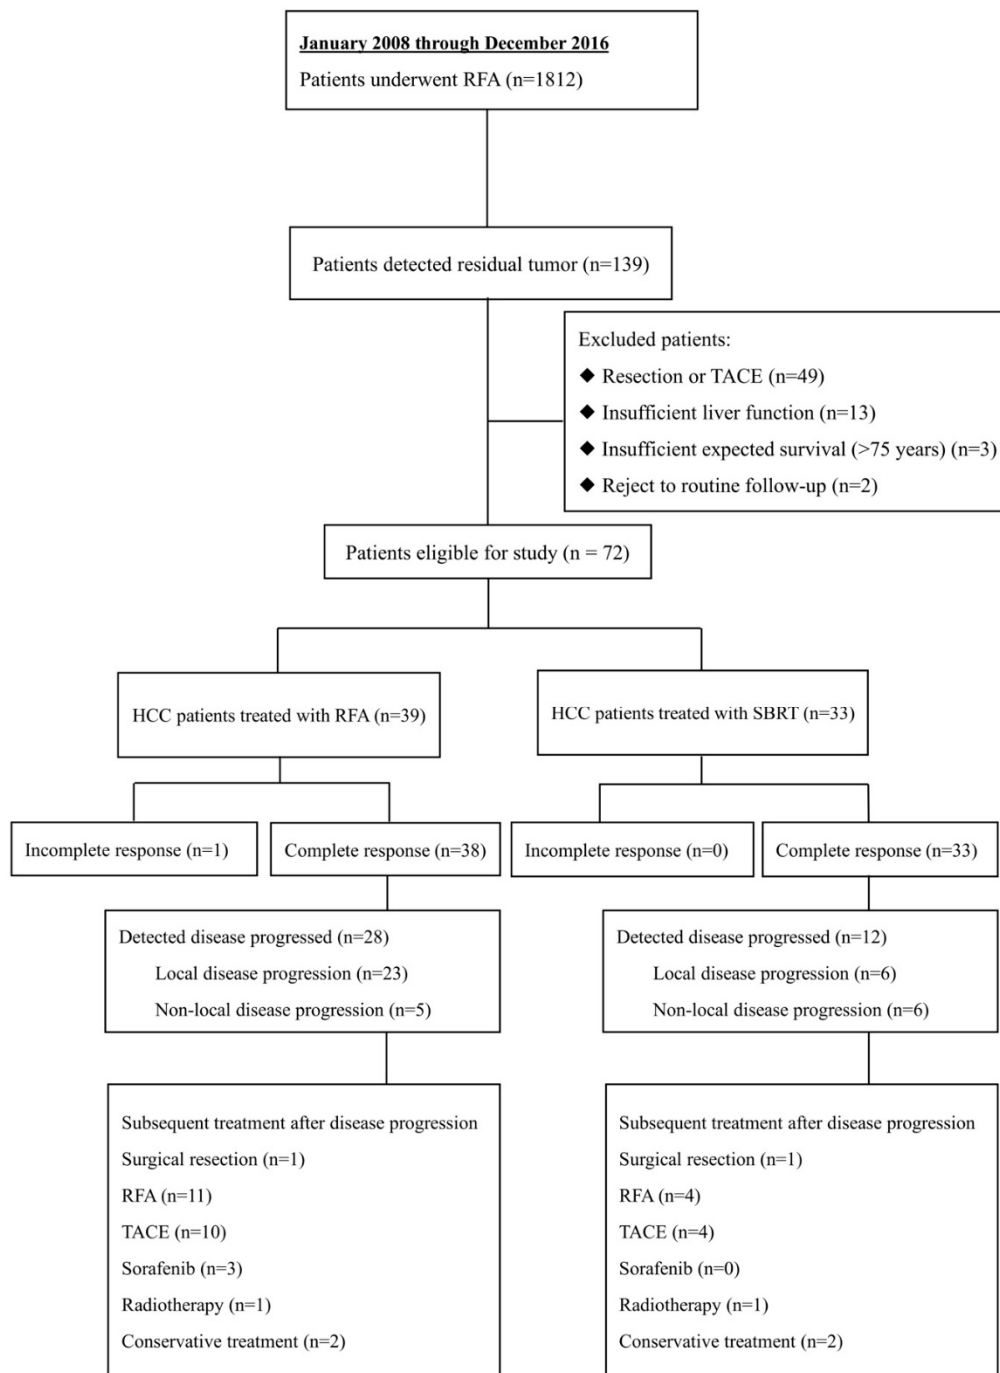 January 2008 through December 2016
Patients underwent RFA (n=1812)
Patients detected residual tumor (n=139)
Excluded patients:
◆ Resection or TACE (n=49)
◆ Insufficient liver function (n=13)
◆ Insufficient expected survival (>75 years) (n=3)
◆ Reject to routine follow-up (n=2)
Patients eligible for study (n = 72)
HCC patients treated with RFA (n=39)
HCC patients treated with SBRT (n=33)
Incomplete response (n=1)
Complete response (n=38)
Incomplete response (n=0)
Complete response (n=33)
Detected disease progressed (n=28)
Local disease progression (n=23)
Non-local disease progression (n=5)
Detected disease progressed (n=12)
Local disease progression (n=6)
Non-local disease progression (n=6)
Subsequent treatment after disease progression
Surgical resection (n=1)
RFA (n=11)
TACE (n=10)
Sorafenib (n=3)
Radiotherapy (n=1)
Conservative treatment (n=2)
Subsequent treatment after disease progression
Surgical resection (n=1)
RFA (n=4)
TACE (n=4)
Sorafenib (n=0)
Radiotherapy (n=1)
Conservative treatment (n=2)